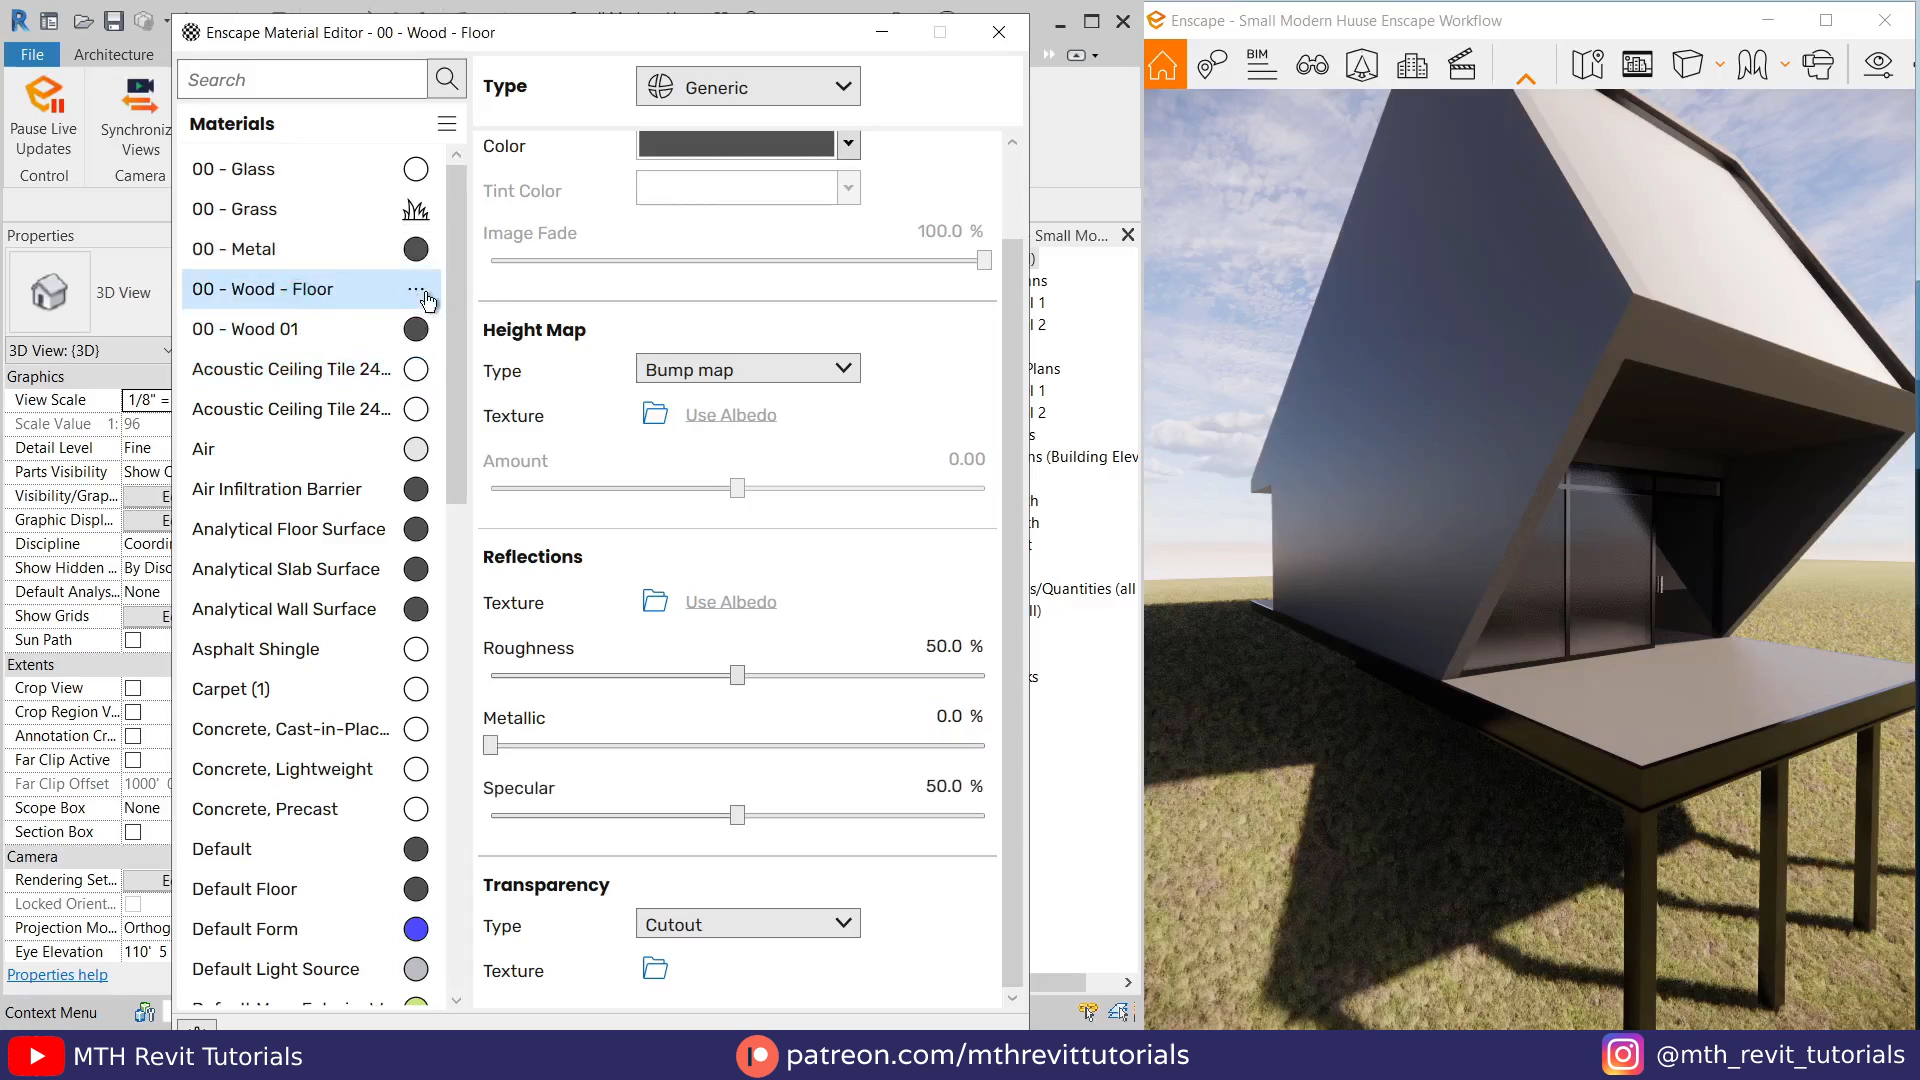 Enscape Material Editor - 00 - Wood - Floor
Enscape - Small Modern Huuse Enscape Workflow
File
Architecture
BIM
Search
Type
Generic
Pause Live
Updates
Synchroniz
Views
Control
Camera
Materials
00 - Glass
00 - Grass
00 - Metal
00 - Wood - Floor
00 - Wood 01
Acoustic Ceiling Tile 24...
Acoustic Ceiling Tile 24...
Air
Air Infiltration Barrier
Analytical Floor Surface
Analytical Slab Surface
Analytical Wall Surface
Asphalt Shingle
Carpet (1)
Concrete, Cast-in-Plac...
Concrete, Lightweight
Concrete, Precast
Default
Default Floor
Default Form
Default Light Source
Color
Tint Color
Image Fade
100.0 %
Height Map
Type
Bump map
Texture
Use Albedo
Amount
0.00
Reflections
Texture
Use Albedo
Roughness
50.0 %
Metallic
0.0 %
Specular
50.0 %
Transparency
Type
Cutout
Texture
Properties
3D View
3D View: {3D}
Graphics
View Scale
1/8" =
Scale Value 1:
96
Detail Level
Fine
Parts Visibility
Show O
Visibility/Grap...
Graphic Displ...
Discipline
Coordi
Show Hidden ...
By Disc
Default Analys...
None
Show Grids
Sun Path
Extents
Crop View
Crop Region V...
Annotation Cr...
Far Clip Active
Far Clip Offset
1000' 0
Scope Box
None
Section Box
Camera
Rendering Set...
Locked Orient...
Projection Mo...
Orthog
Eye Elevation
110' 5
Properties help
Context Menu
Small Mo...
ns (Building Elev
s/Quantities (all
MTH Revit Tutorials
patreon.com/mthrevittutorials
@mth_revit_tutorials